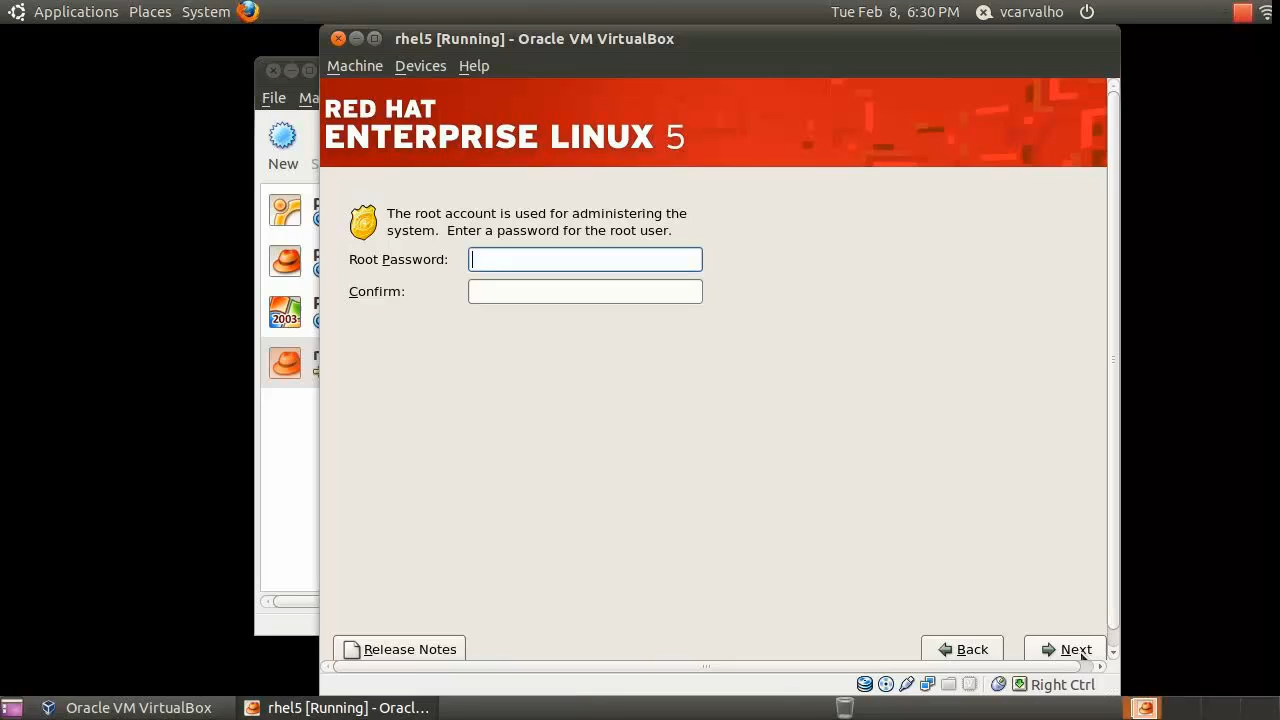 Applications Places System
Tue Feb 8, 6:30 PM vcarvalho
rhel5 [Running] - Oracle VM VirtualBox
Machine Devices Help
File Ma
New
RED HAT
ENTERPRISE LINUX 5
2003
The root account is used for administering the
system. Enter a password for the root user.
Root Password:
Confirm:
Release Notes
Back
Next
Right Ctrl
Oracle VM VirtualBox
rhel5 [Running] - Oracl...